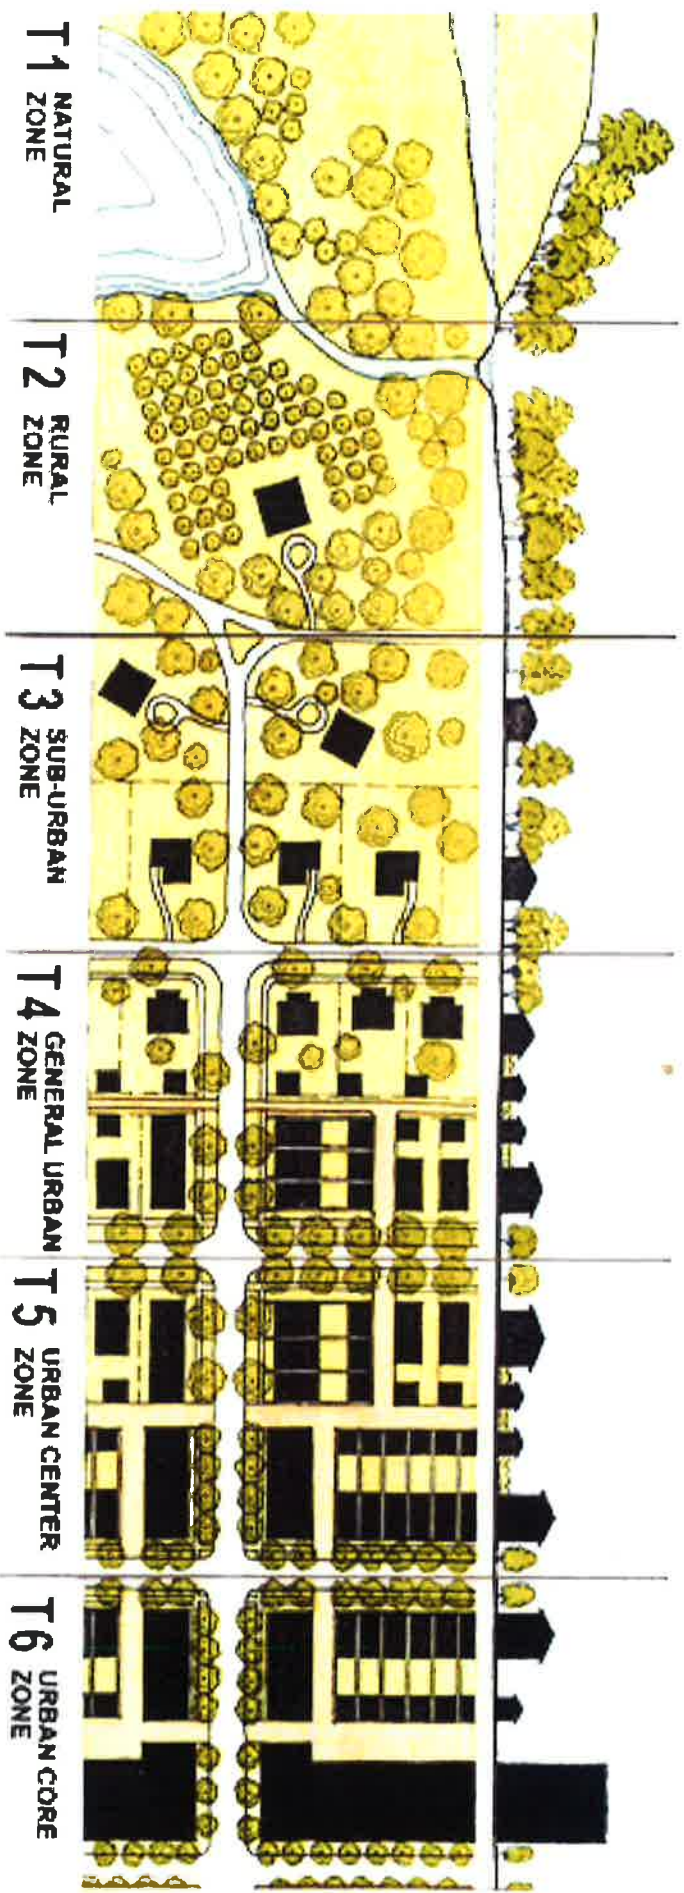 T1 NATURAL
ZONE
T2 RURAL
ZONE
T3 SUB-URBAN
ZONE
T4 GENERAL URBAN
ZONE
T5 URBAN CENTER
ZONE
T6 URBAN CORE
ZONE